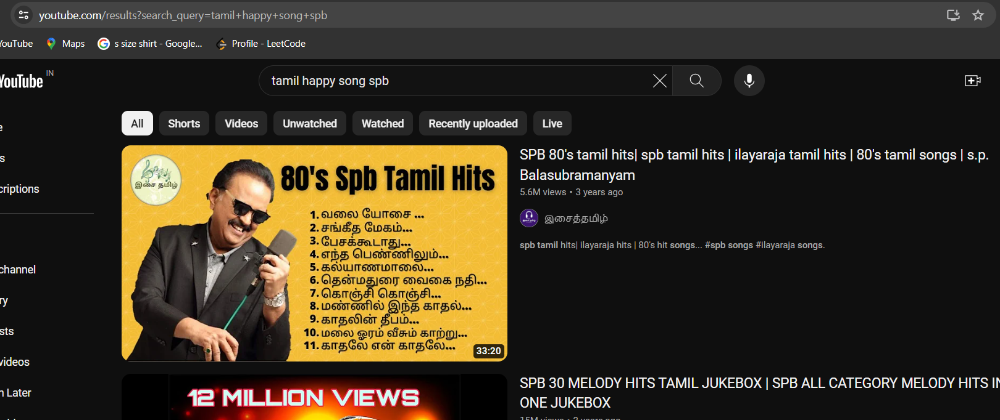 youtube.com/results?search_query=tamil+happy+song+spb
YouTube
Maps
s size shirt - Google...
Profile - LeetCode
YouTube IN
tamil happy song spb
All
Shorts
Videos
Unwatched
Watched
Recently uploaded
Live
criptions
channel
ry
sts
videos
Later
இசை தமிழ்
80's Spb Tamil Hits
1. வலை யோசை ...
2. சங்கீத மேகம்...
3. பேசக்கூடாது...
4. எந்த பெண்ணிலும்...
5. கல்யாணமாலை...
6. தென்மதுரை வைகை நதி...
7. கொஞ்சி கொஞ்சி...
8. மண்ணில் இந்த காதல்...
9. காதலின் தீபம்...
10. மலை ஓரம் வீசும் காற்று...
11. காதலே என் காதலே...
33:20
SPB 80's tamil hits| spb tamil hits | ilayaraja tamil hits | 80's tamil songs | s.p.
Balasubramanyam
5.6M views • 3 years ago
இசைத்தமிழ்
spb tamil hits| ilayaraja hits | 80's hit songs... #spb songs #ilayaraja songs.
12 MILLION VIEWS
SPB 30 MELODY HITS TAMIL JUKEBOX | SPB ALL CATEGORY MELODY HITS IN
ONE JUKEBOX
15M views • 3 years ago